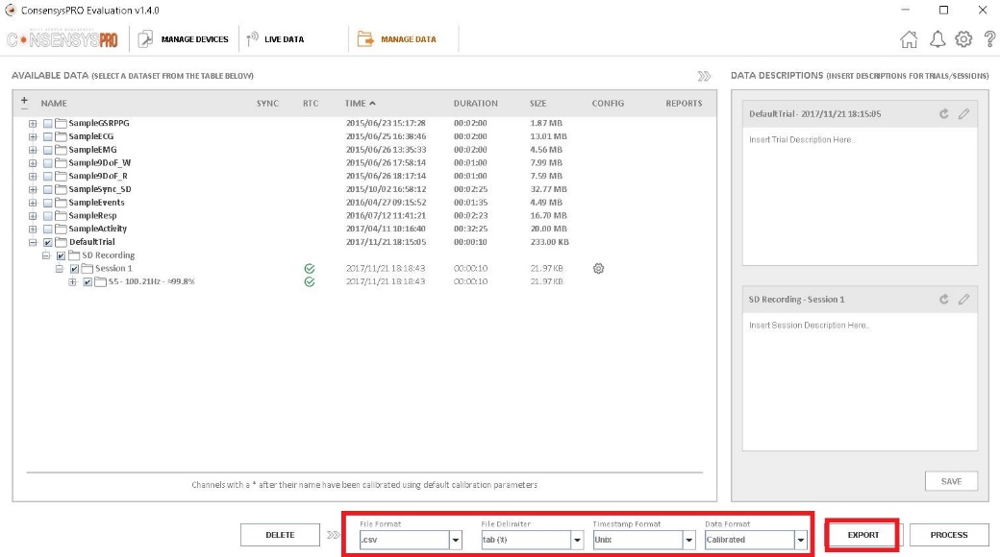 ConsensysPRO Evaluation v1.4.0
CONSENSYSPRO MANAGE DEVICES LIVE DATA MANAGE DATA
AVAILABLE DATA (SELECT A DATASET FROM THE TABLE BELOW)
NAME SYNC RTC TIME DURATION SIZE CONFIG REPORTS
SampleGSRPPG 2015/06/23 15:17:28 00:02:00 1.87 MB
SampleECG 2015/06/25 16:38:46 00:02:00 13.01 MB
SampleEMG 2015/06/26 13:35:33 00:02:00 4.56 MB
Sample9DoF_W 2015/06/26 17:58:14 00:01:00 7.99 MB
Sample9DoF_R 2015/06/26 18:17:14 00:01:00 7.59 MB
SampleSync_SD 2015/10/02 16:58:12 00:02:25 32.77 MB
SampleEvents 2016/04/27 09:15:52 00:01:35 4.49 MB
SampleResp 2016/07/12 11:41:21 00:02:23 16.70 MB
SampleActivity 2017/04/11 10:16:40 00:32:25 20.00 MB
DefaultTrial 2017/11/21 18:15:05 00:00:10 233.00 KB
SD Recording
Session 1 2017/11/21 18:18:43 00:00:10 21.97 KB
S5 - 100.21Hz - ≈99.8% 2017/11/21 18:18:43 00:00:10 21.97 KB
Channels with a * after their name have been calibrated using default calibration parameters
DATA DESCRIPTIONS (INSERT DESCRIPTIONS FOR TRIALS/SESSIONS)
DefaultTrial - 2017/11/21 18:15:05
Insert Trial Description Here..
SD Recording - Session 1
Insert Session Description Here..
SAVE
DELETE
File Format File Delimiter Timestamp Format Data Format
.csv tab (\t) Unix Calibrated
EXPORT PROCESS